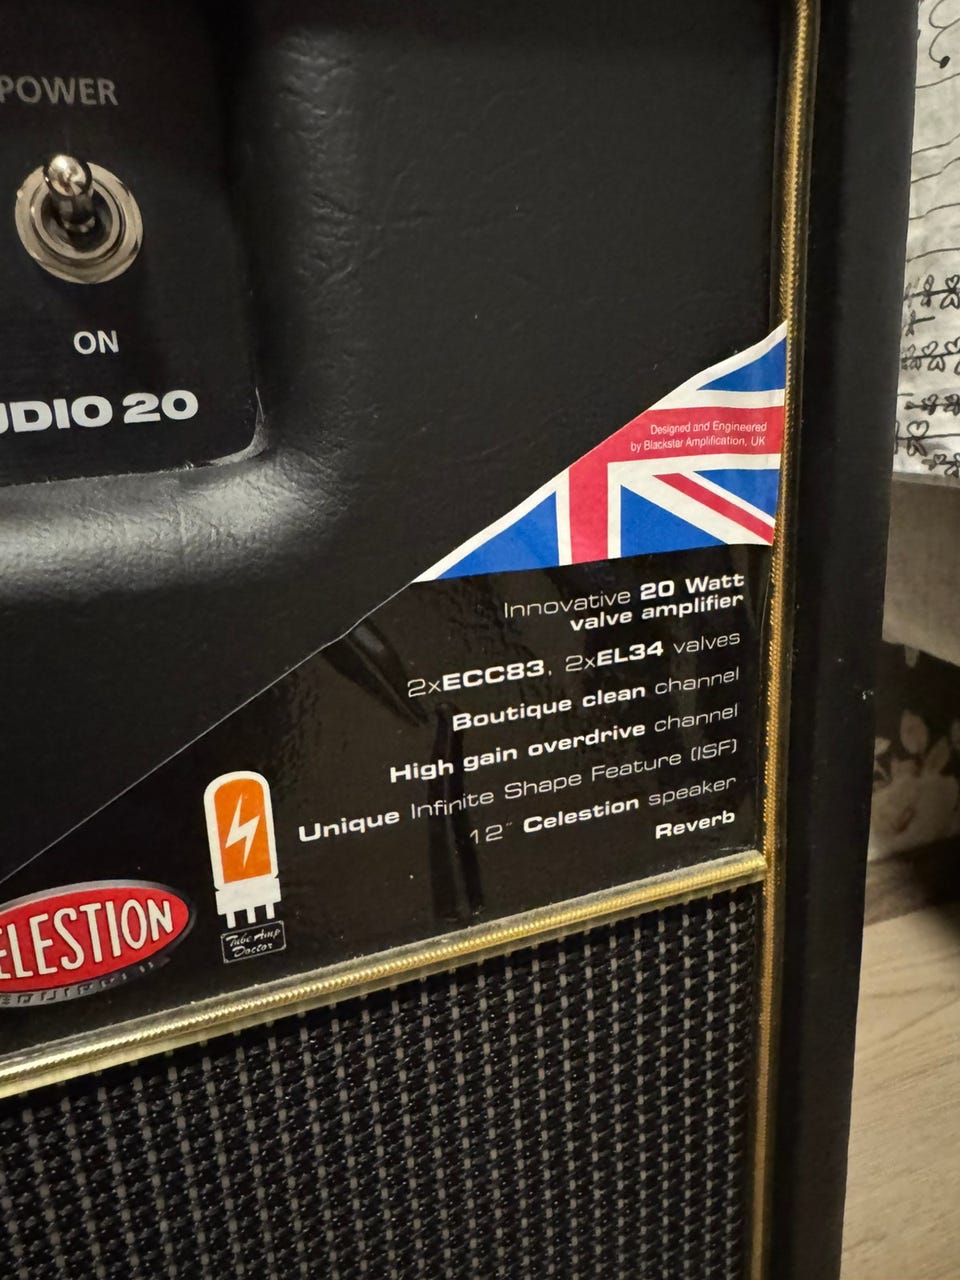 POWER
ON
UDIO 20
Designed and Engineered
by Blackstar Amplification, UK
Innovative 20 Watt
valve amplifier
2xECC83, 2xEL34 valves
Boutique clean channel
High gain overdrive channel
Unique Infinite Shape Feature (ISF)
12" Celestion speaker
Reverb
Tube Amp
Doctor
ELESTION